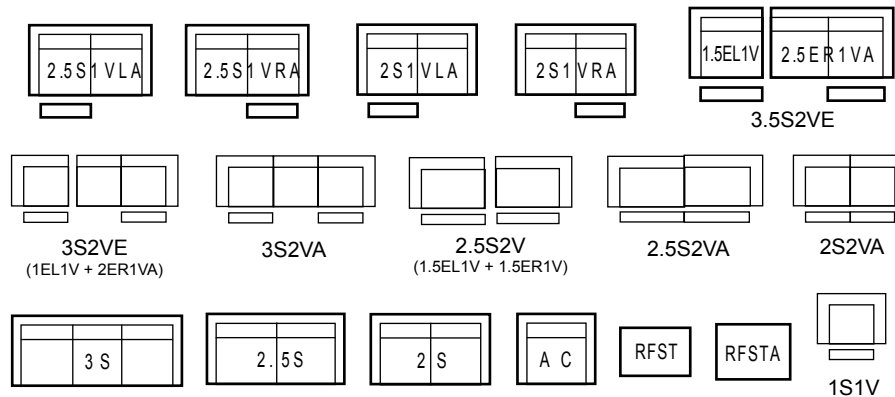 2.5S1VLA
2.5S1VRA
2S1VLA
2S1VRA
1.5EL1V
2.5ER1VA
3.5S2VE
3S2VE
(1EL1V + 2ER1VA)
3S2VA
2.5S2V
(1.5EL1V + 1.5ER1V)
2.5S2VA
2S2VA
3S
2.5S
2S
AC
RFST
RFSTA
1S1V